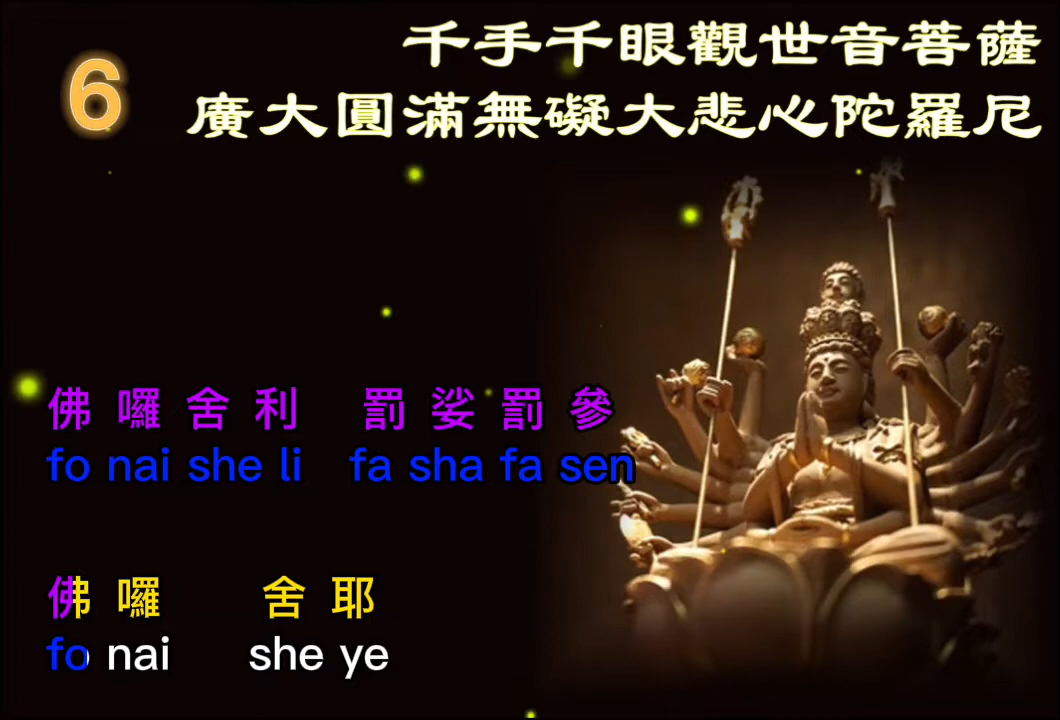 6
千手千眼觀世音菩薩
廣大圓滿無礙大悲心陀羅尼
佛 囉 舍 利 罰 娑 罰 參
fo nai she li fa sha fa sen
佛 囉 舍 耶
fo nai she ye